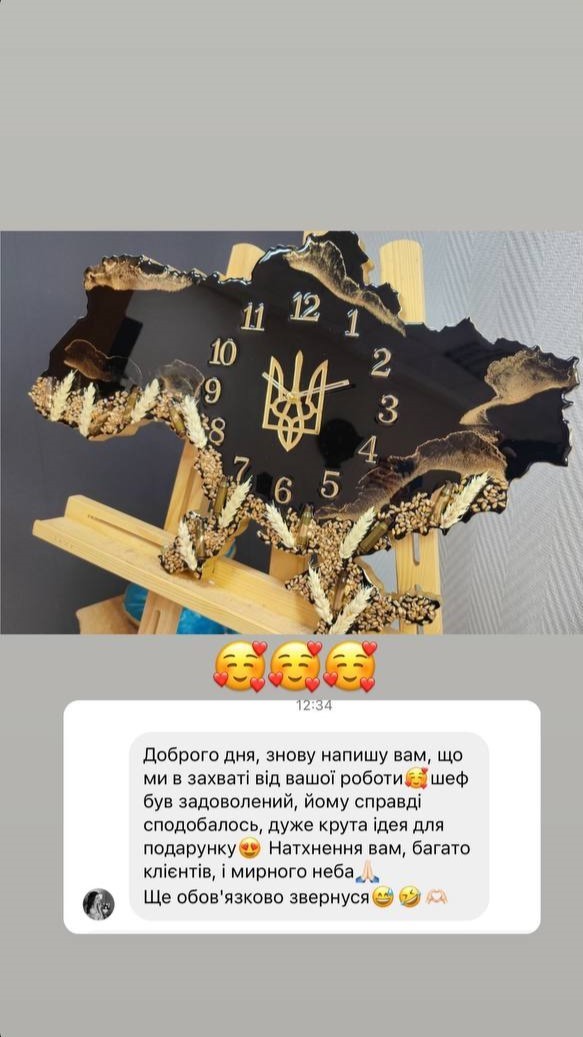 12
11
1
10
2
9
3
8
4
7
5
6
🥰🥰🥰
12:34
Доброго дня, знову напишу вам, що
ми в захваті від вашої роботи🥰шеф
був задоволений, йому справді
сподобалось, дуже крута ідея для
подарунку😍 Натхнення вам, багато
клієнтів, і мирного неба🙏🏻
Ще обов'язково звернуся😅🤣🫶🏻